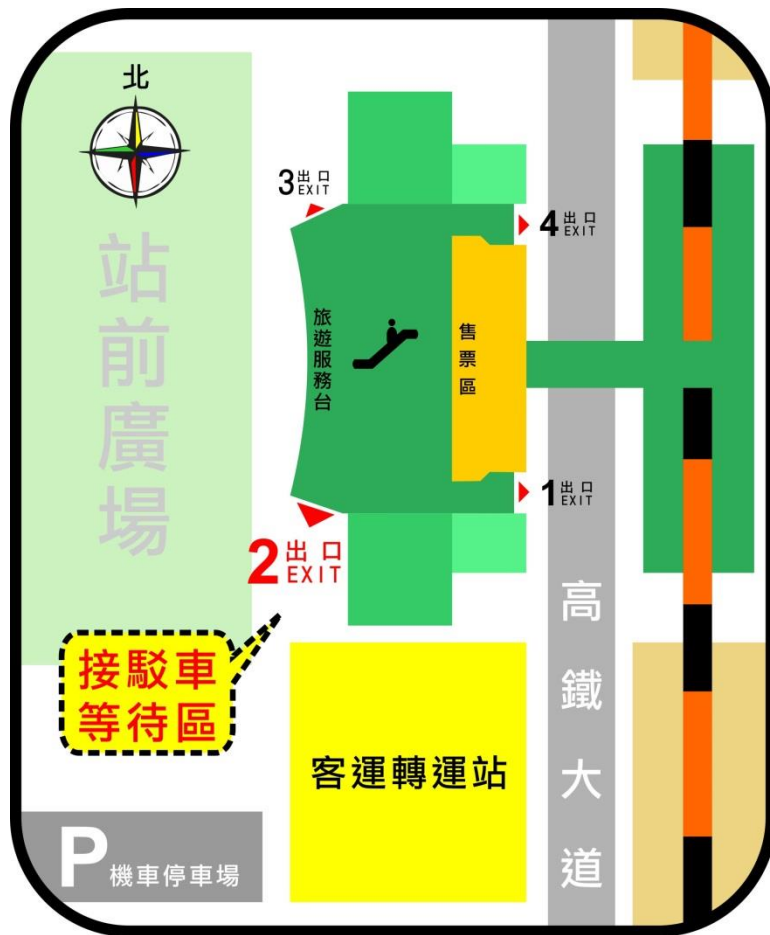 北
站前廣場
3 出口
EXIT
4 出口
EXIT
旅遊服務台
售票區
1 出口
EXIT
2 出口
EXIT
高鐵大道
接駁車
等待區
客運轉運站
P 機車停車場